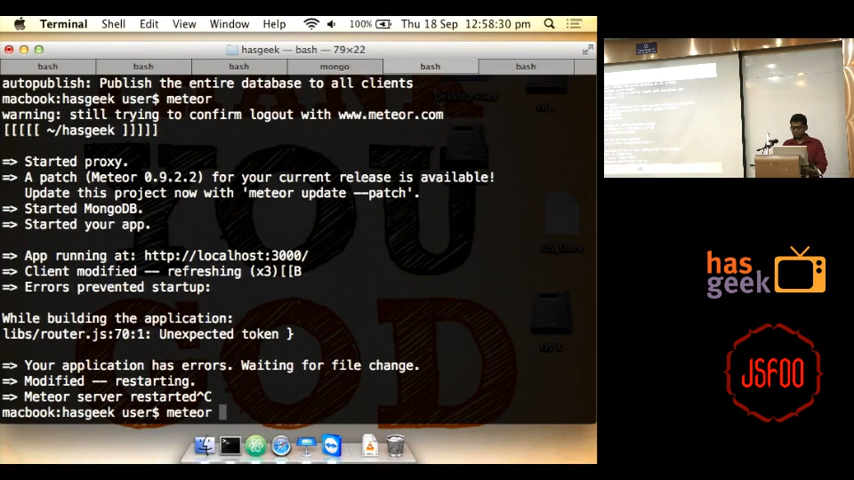 Terminal Shell Edit View Window Help 100% Thu 18 Sep 12:58:30 pm
hasgeek — bash — 79×22
bash bash bash mongo bash bash
autopublish: Publish the entire database to all clients
macbook:hasgeek user$ meteor
warning: still trying to confirm logout with www.meteor.com
[[[[[ ~/hasgeek ]]]]]
=> Started proxy.
=> A patch (Meteor 0.9.2.2) for your current release is available!
Update this project now with 'meteor update --patch'.
=> Started MongoDB.
=> Started your app.
=> App running at: http://localhost:3000/
=> Client modified -- refreshing (x3)[[B
=> Errors prevented startup:
While building the application:
libs/router.js:70:1: Unexpected token }
=> Your application has errors. Waiting for file change.
=> Modified -- restarting.
=> Meteor server restarted^C
macbook:hasgeek user$ meteor
YOU
GOD
has
geek
JSFOO